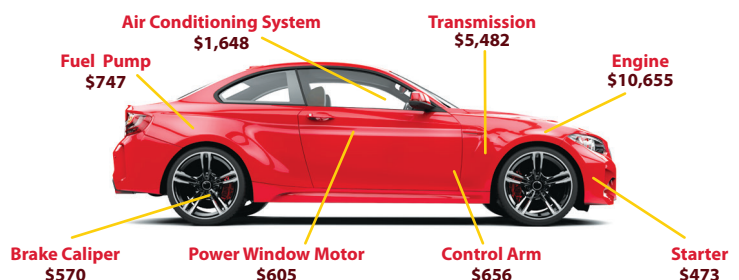 Air Conditioning System
$1,648
Transmission
$5,482
Fuel Pump
$747
Engine
$10,655
Brake Caliper
$570
Power Window Motor
$605
Control Arm
$656
Starter
$473